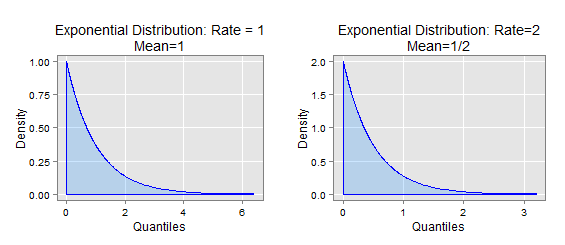 Exponential Distribution: Rate = 1
Mean=1
1.00
0.75
0.50
0.25
0.00
Density
0 2 4 6
Quantiles
Exponential Distribution: Rate=2
Mean=1/2
2.0
1.5
1.0
0.5
0.0
Density
0 1 2 3
Quantiles